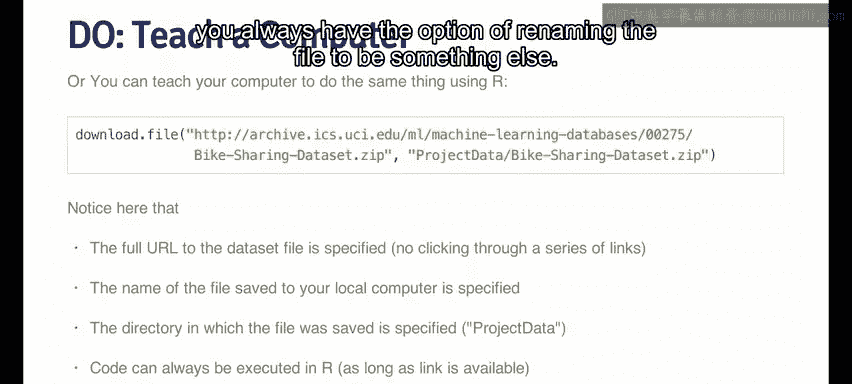 you always have the option of renaming the
file to be something else.
DO: Teach a Computer
Or You can teach your computer to do the same thing using R:
download.file("http://archive.ics.uci.edu/ml/machine-learning-databases/00275/
Bike-Sharing-Dataset.zip", "ProjectData/Bike-Sharing-Dataset.zip")
Notice here that
· The full URL to the dataset file is specified (no clicking through a series of links)
· The name of the file saved to your local computer is specified
· The directory in which the file was saved is specified ("ProjectData")
· Code can always be executed in R (as long as link is available)